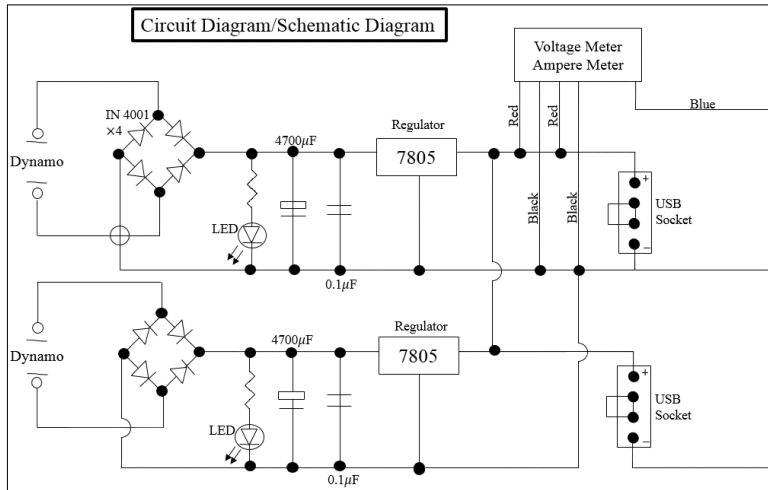 Circuit Diagram/Schematic Diagram
Voltage Meter
Ampere Meter
Blue
Red
Red
Black
Black
IN 4001
×4
Dynamo
4700μF
Regulator
7805
LED
0.1μF
+
USB
Socket
−
Dynamo
4700μF
Regulator
7805
LED
0.1μF
+
USB
Socket
−